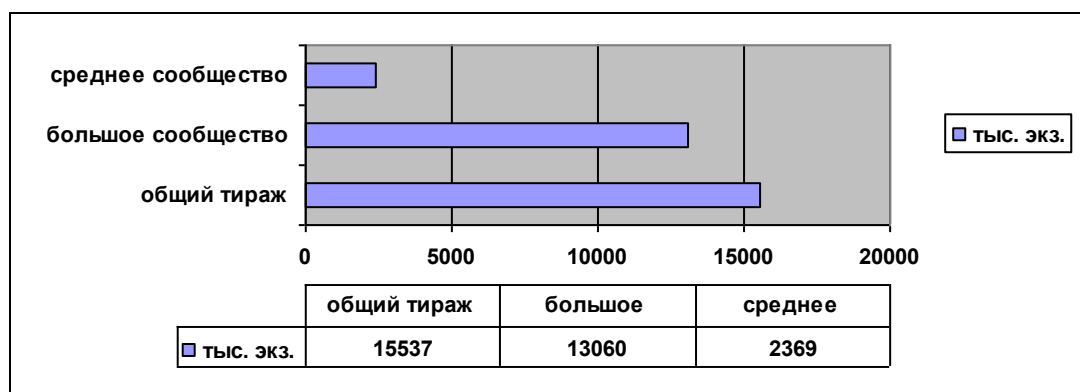 среднее сообщество
большое сообщество
общий тираж
тыс. экз.
0 5000 10000 15000 20000
общий тираж большое среднее
тыс. экз. 15537 13060 2369